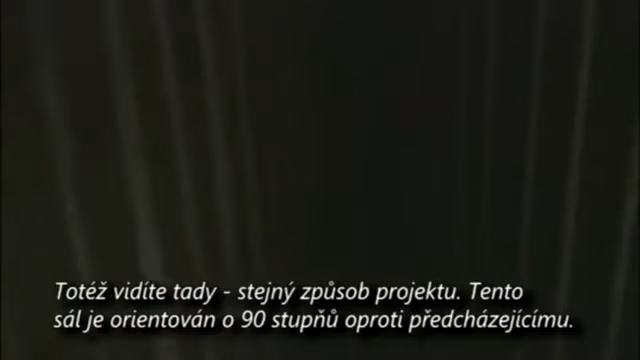 Totéž vidíte tady - stejný způsob projektu. Tento
sál je orientován o 90 stupňů oproti předcházejícímu.